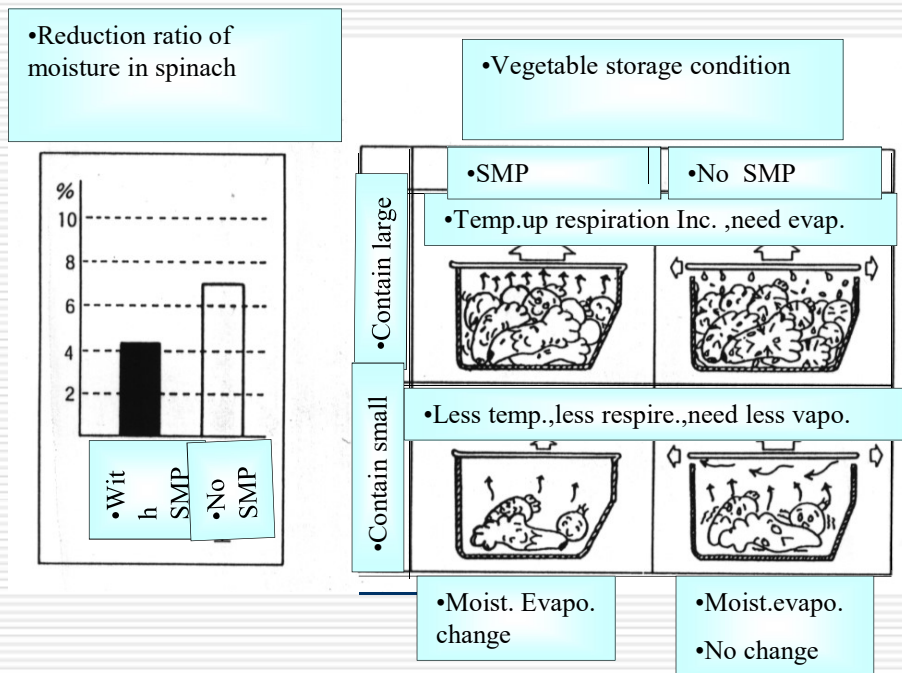 •Reduction ratio of
moisture in spinach
•Vegetable storage condition
%
10
8
6
4
2
•Wit
h
SMP
•No
SMP
•SMP
•No SMP
•Contain large
•Temp.up respiration Inc. ,need evap.
•Contain small
•Less temp.,less respire.,need less vapo.
•Moist. Evapo.
change
•Moist.evapo.
•No change